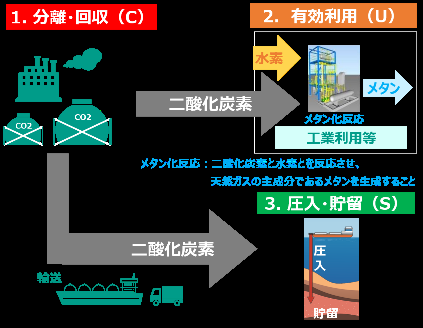 1. 分離・回収（C）
2. 有効利用（U）
水素
メタン
CO2
CO2
二酸化炭素
メタン化反応
工業利用等
メタン化反応：二酸化炭素と水素とを反応させ、
天然ガスの主成分であるメタンを生成すること
3. 圧入・貯留（S）
二酸化炭素
輸送
圧入
貯留